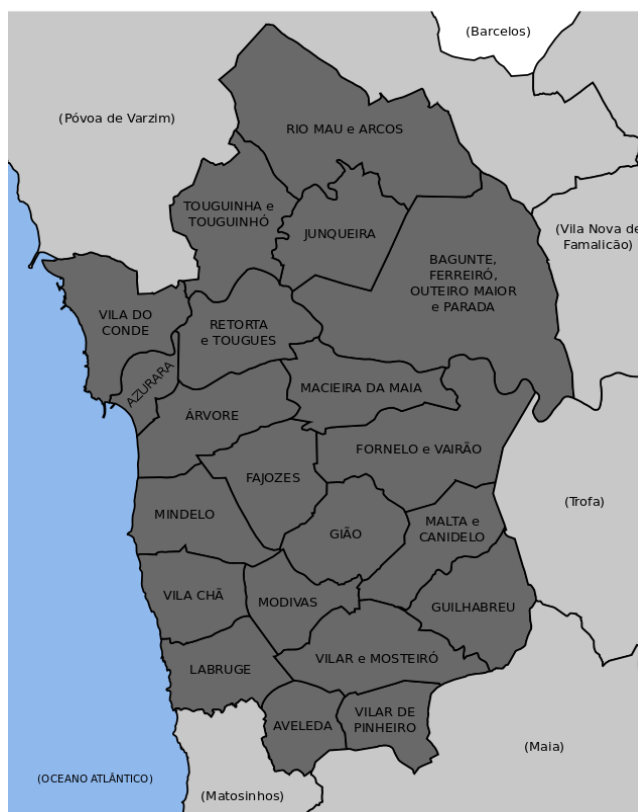 (Barcelos)
(Póvoa de Varzim)
RIO MAU e ARCOS
TOUGUINHA e
TOUGUINHÓ
JUNQUEIRA
(Vila Nova de
Famalicão)
BAGUNTE,
FERREIRÓ,
OUTEIRO MAIOR
e PARADA
VILA DO
CONDE
RETORTA
e TOUGUES
AZURARA
MACIEIRA DA MAIA
ÁRVORE
FORNELO e VAIRÃO
FAJOZES
(Trofa)
MINDELO
GIÃO
MALTA e
CANIDELO
VILA CHÃ
MODIVAS
GUILHABREU
LABRUGE
VILAR e MOSTEIRÓ
AVELEDA
VILAR DE
PINHEIRO
(Maia)
(OCEANO ATLÂNTICO)
(Matosinhos)